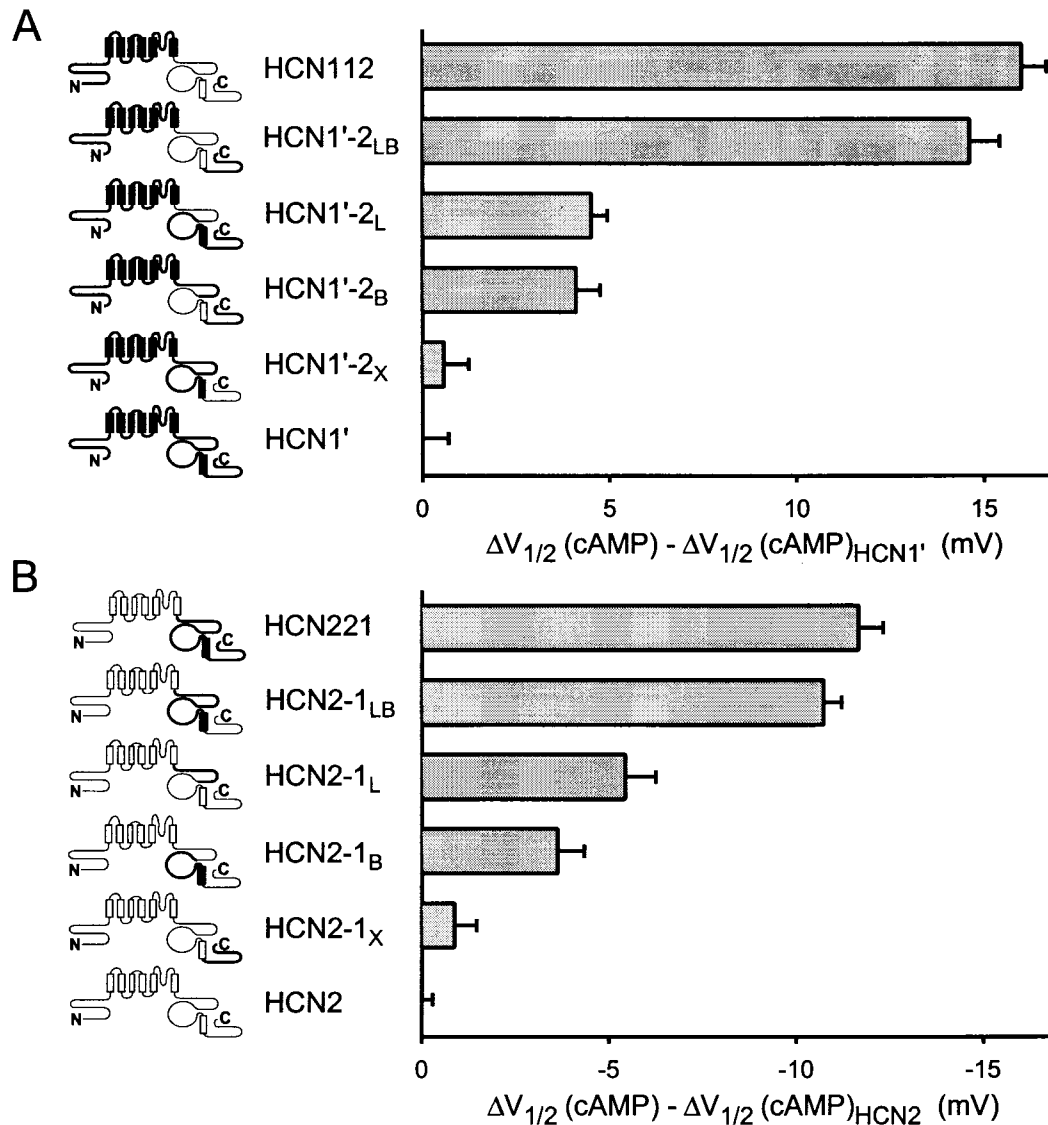 A
N C HCN112
N C HCN1'-2LB
N C HCN1'-2L
N C HCN1'-2B
N C HCN1'-2X
N C HCN1'
0 5 10 15
ΔV1/2 (cAMP) - ΔV1/2 (cAMP)HCN1' (mV)
B
N C HCN221
N C HCN2-1LB
N C HCN2-1L
N C HCN2-1B
N C HCN2-1X
N C HCN2
0 -5 -10 -15
ΔV1/2 (cAMP) - ΔV1/2 (cAMP)HCN2 (mV)